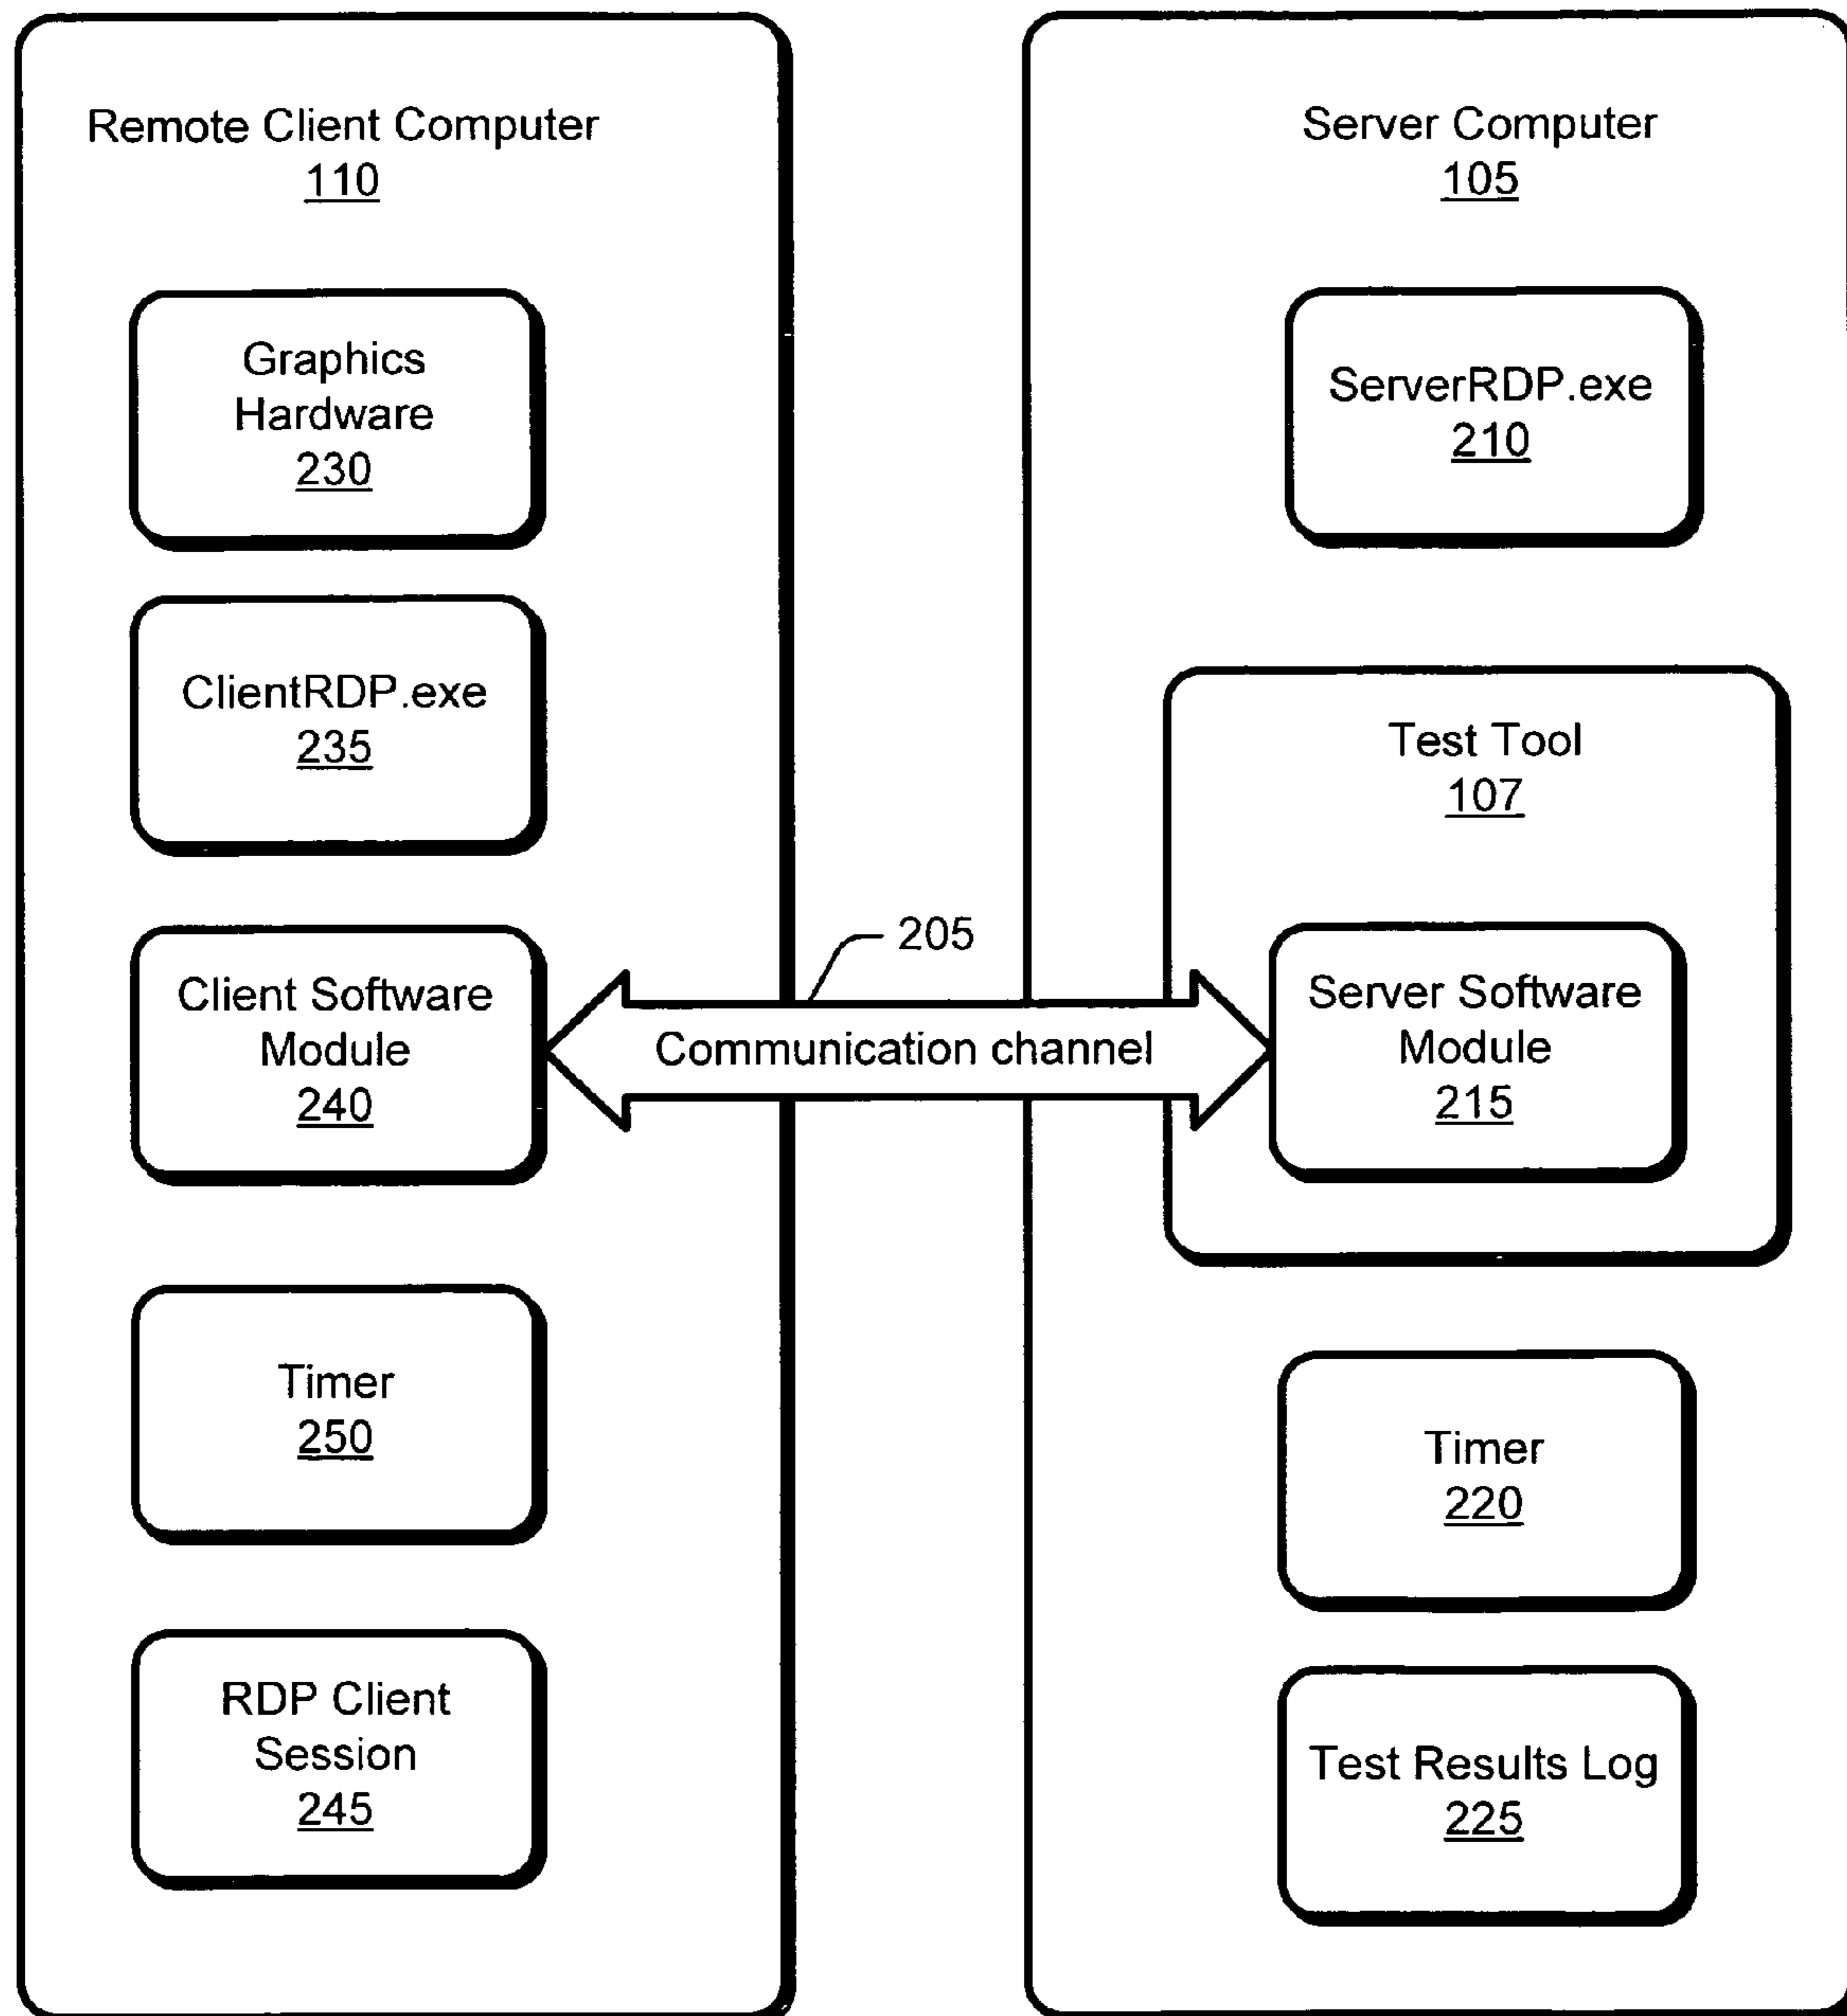 Remote Client Computer
110
Graphics
Hardware
230
ClientRDP.exe
235
Client Software
Module
240
Timer
250
RDP Client
Session
245
205
Communication channel
Server Computer
105
ServerRDP.exe
210
Test Tool
107
Server Software
Module
215
Timer
220
Test Results Log
225